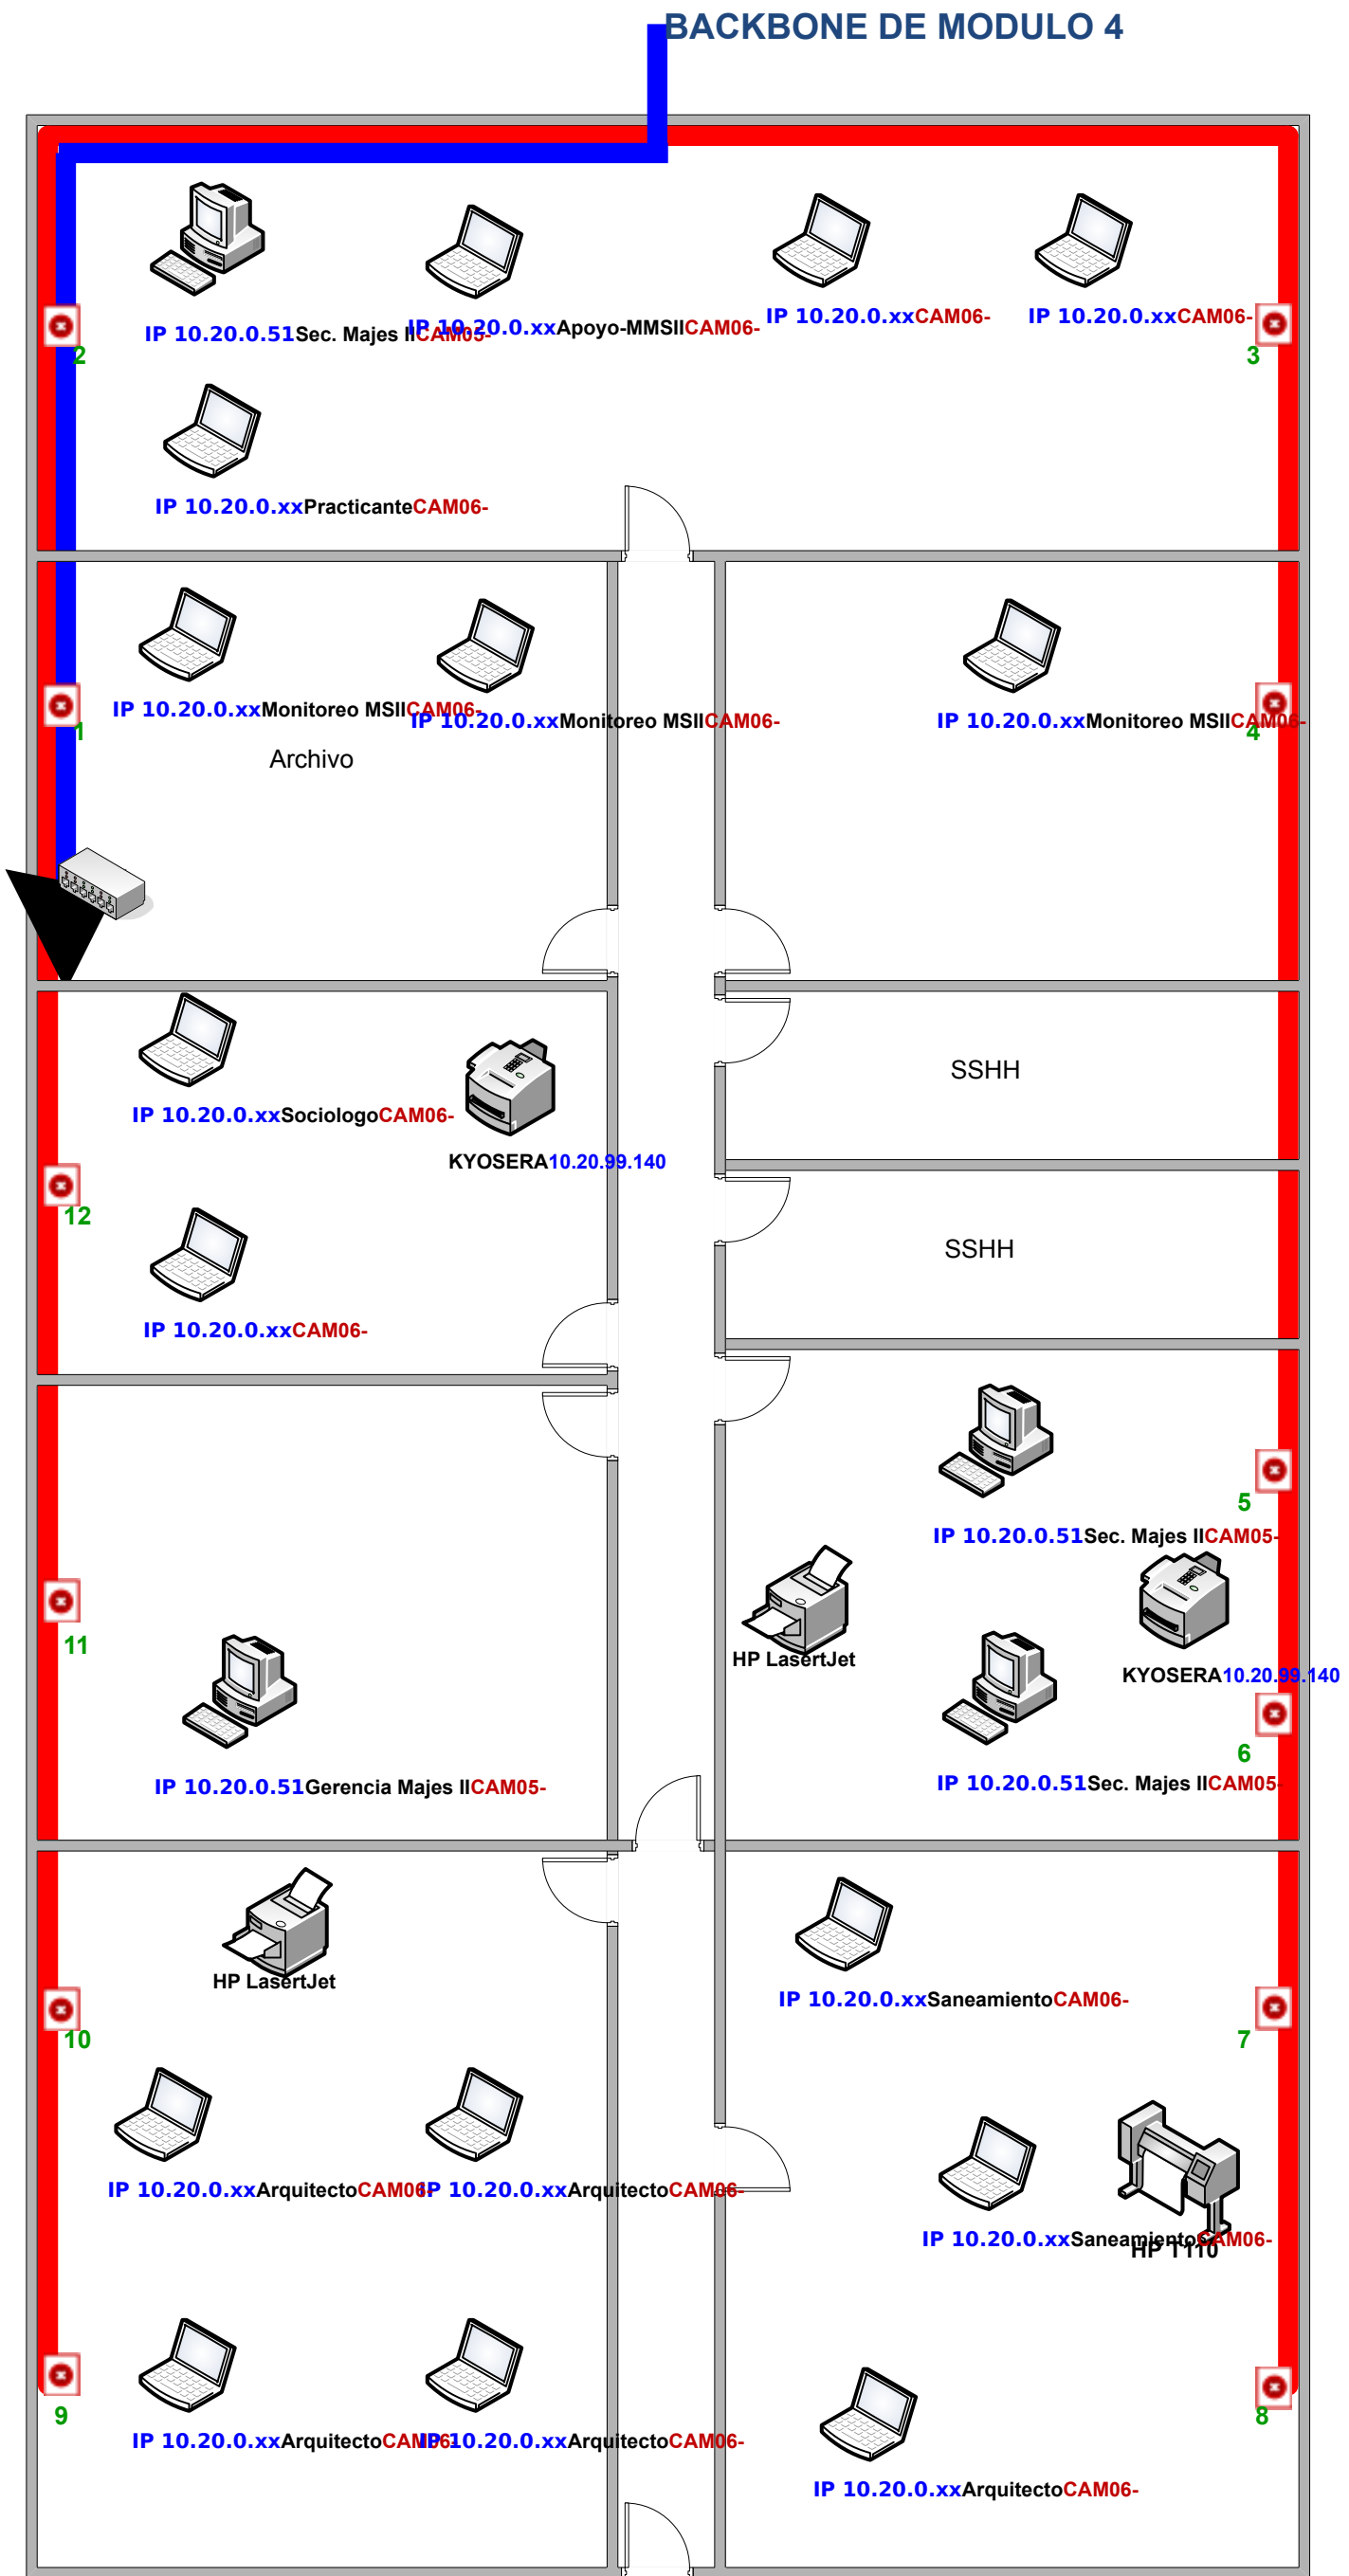 BACKBONE DE MODULO 4
IP 10.20.0.51Sec. Majes IICAM05-
IP 10.20.0.xxApoyo-MMSIICAM06-
IP 10.20.0.xxCAM06-
IP 10.20.0.xxCAM06-
2
3
IP 10.20.0.xxPracticanteCAM06-
IP 10.20.0.xxMonitoreo MSIICAM06-
IP 10.20.0.xxMonitoreo MSIICAM06-
IP 10.20.0.xxMonitoreo MSIICAM06-
1
4
Archivo
SSHH
IP 10.20.0.xxSociologoCAM06-
KYOSERA10.20.99.140
12
SSHH
IP 10.20.0.xxCAM06-
5
IP 10.20.0.51Sec. Majes IICAM05-
11
HP LasertJet
KYOSERA10.20.99.140
6
IP 10.20.0.51Gerencia Majes IICAM05-
IP 10.20.0.51Sec. Majes IICAM05-
HP LasertJet
IP 10.20.0.xxSaneamientoCAM06-
10
7
IP 10.20.0.xxArquitectoCAM06-
IP 10.20.0.xxArquitectoCAM06-
IP 10.20.0.xxSaneamientoCAM06-
HP T110
9
8
IP 10.20.0.xxArquitectoCAM06-
IP 10.20.0.xxArquitectoCAM06-
IP 10.20.0.xxArquitectoCAM06-